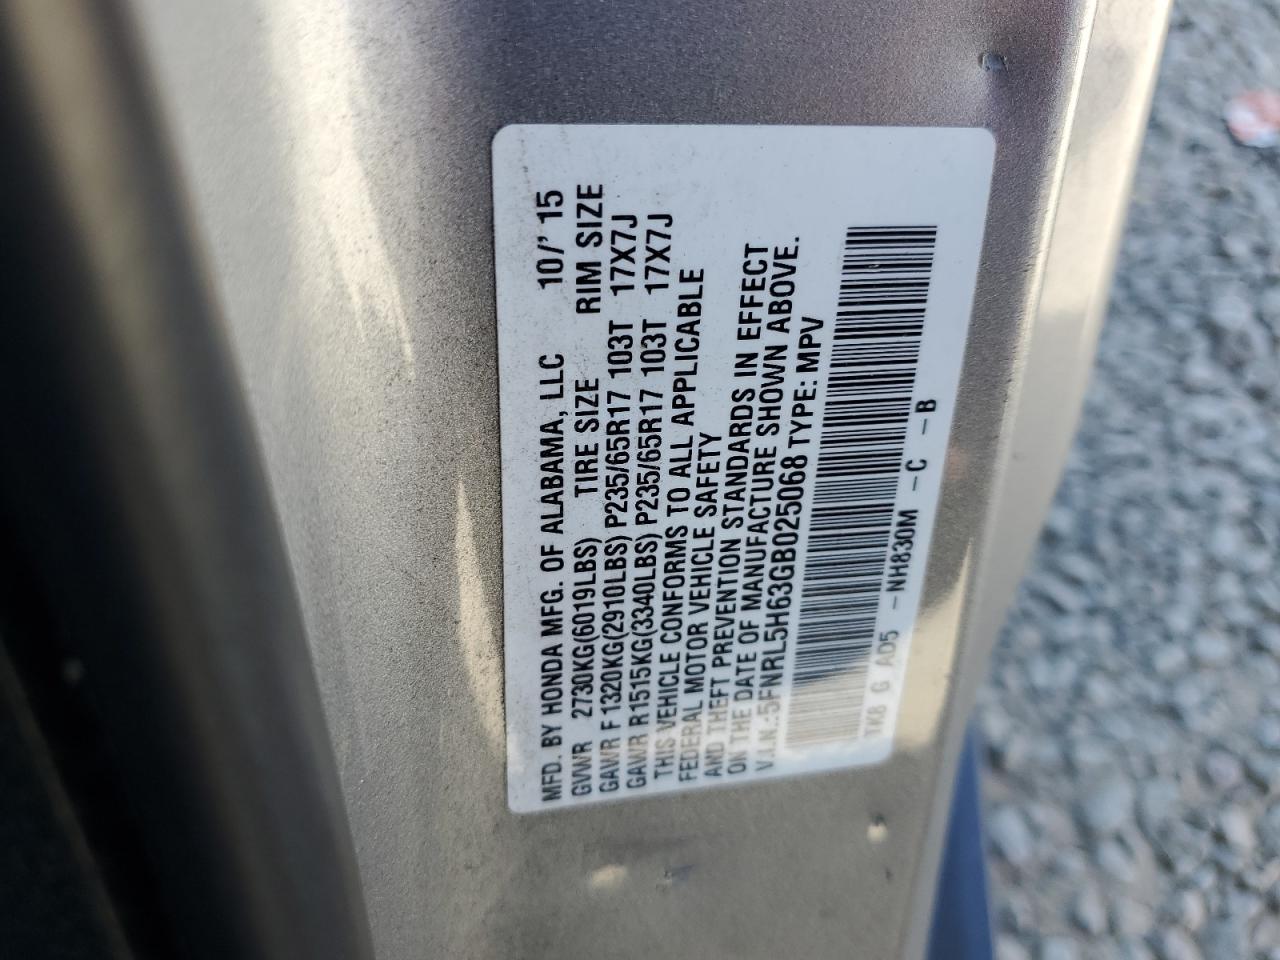 MFD. BY HONDA MFG. OF ALABAMA, LLC 10/'15
GVWR 2730KG(6019LBS) TIRE SIZE RIM SIZE
GAWR F 1320KG(2910LBS) P235/65R17 103T 17X7J
GAWR R1515KG(3340LBS) P235/65R17 103T 17X7J
THIS VEHICLE CONFORMS TO ALL APPLICABLE
FEDERAL MOTOR VEHICLE SAFETY
AND THEFT PREVENTION STANDARDS IN EFFECT
ON THE DATE OF MANUFACTURE SHOWN ABOVE.
V.I.N.:5FNRL5H63GB025068 TYPE: MPV
TK8 G AD5 -NH830M -C -B